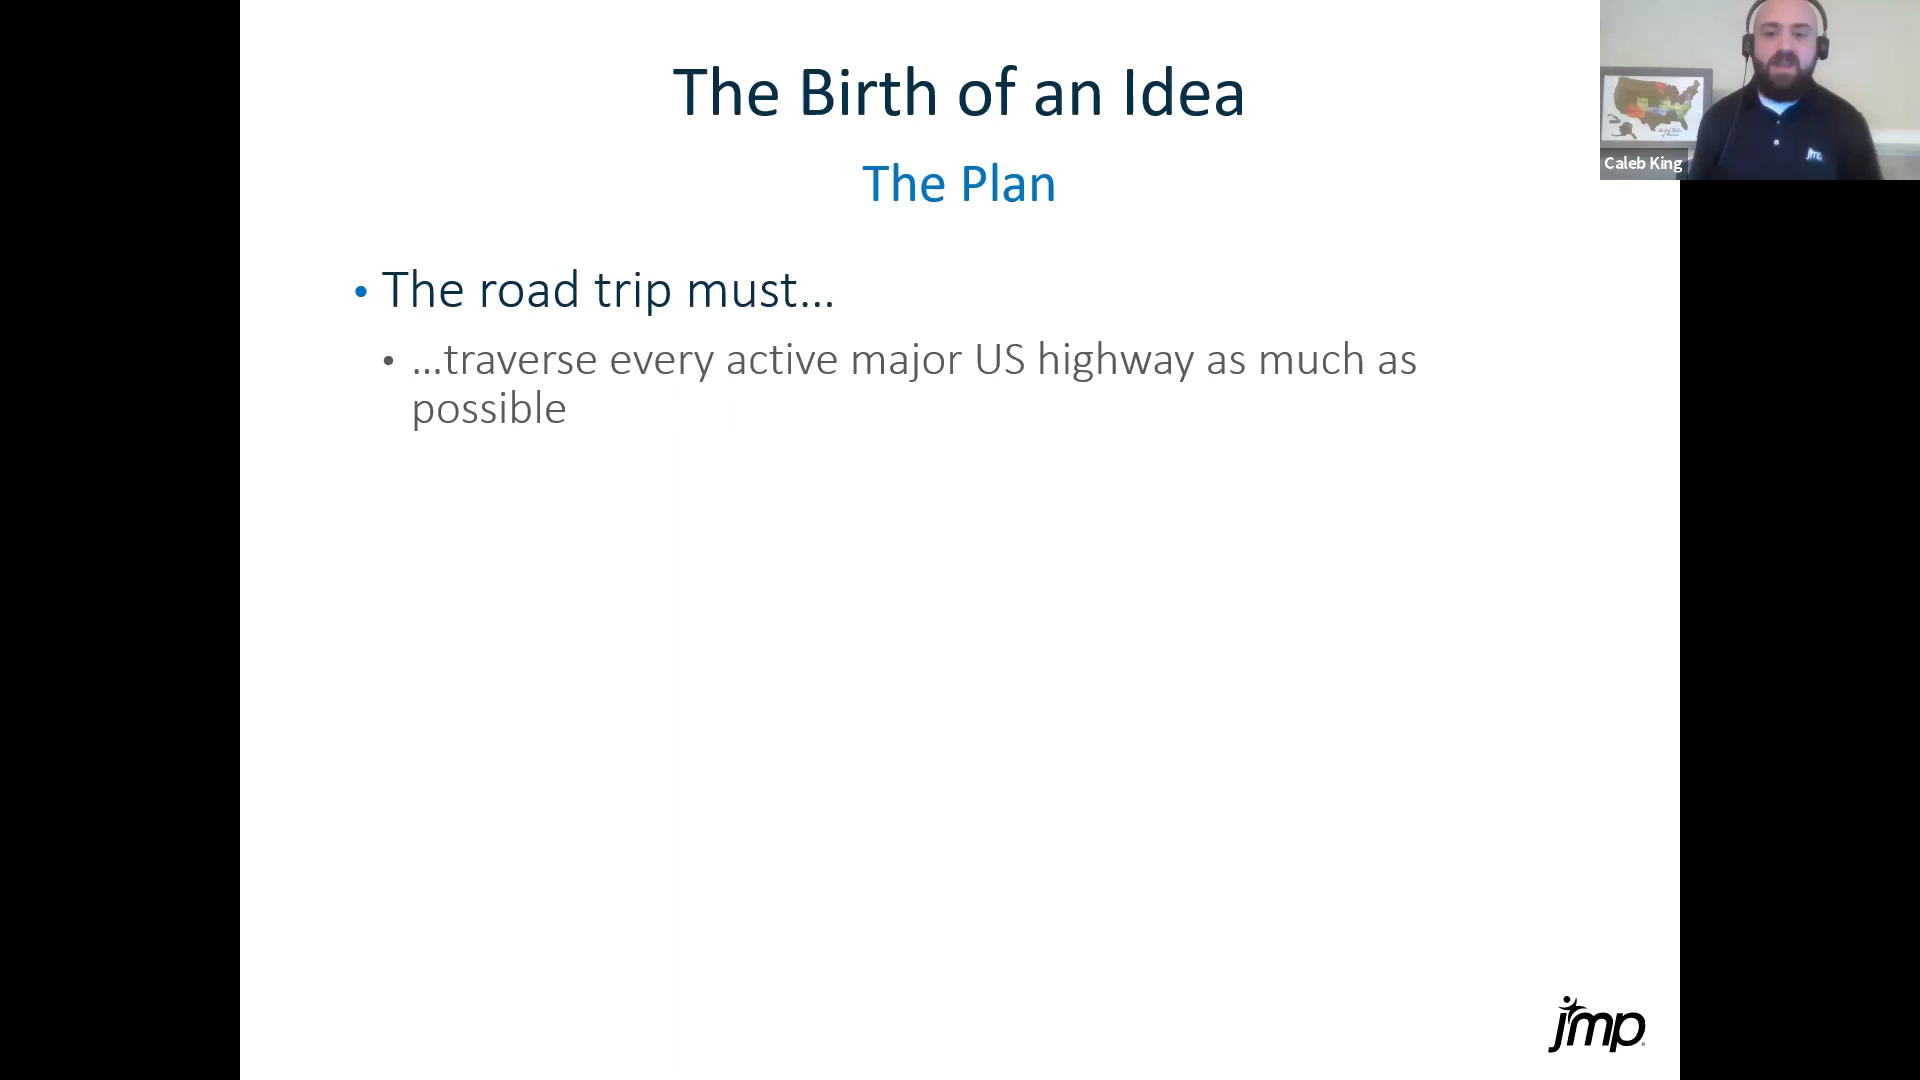 The Birth of an Idea
The Plan
• The road trip must...
• ...traverse every active major US highway as much as
possible
Caleb King
jmp
jmp